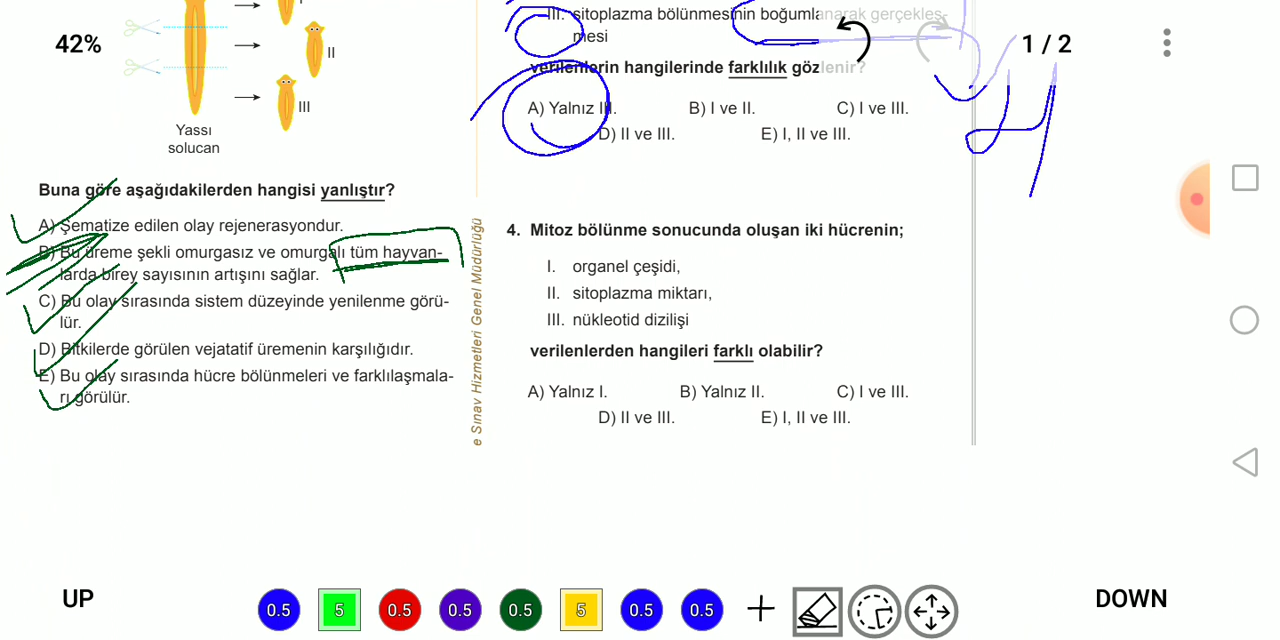 42%
II
III
Yassı
solucan
Buna göre aşağıdakilerden hangisi yanlıştır?
A) Şematize edilen olay rejenerasyondur.
B) Bu üreme şekli omurgasız ve omurgalı tüm hayvan-
larda birey sayısının artışını sağlar.
C) Bu olay sırasında sistem düzeyinde yenilenme görü-
lür.
D) Bitkilerde görülen vejatatif üremenin karşılığıdır.
E) Bu olay sırasında hücre bölünmeleri ve farklılaşmala-
rı görülür.
e Sınav Hizmetleri Genel Müdürlüğü
III. sitoplazma bölünmesinin boğumlanarak gerçekleş-
mesi
verilenlerin hangilerinde farklılık gözlenir?
A) Yalnız III. B) I ve II. C) I ve III.
D) II ve III. E) I, II ve III.
4. Mitoz bölünme sonucunda oluşan iki hücrenin;
I. organel çeşidi,
II. sitoplazma miktarı,
III. nükleotid dizilişi
verilenlerden hangileri farklı olabilir?
A) Yalnız I. B) Yalnız II. C) I ve III.
D) II ve III. E) I, II ve III.
1 / 2
UP
0.5 5 0.5 0.5 0.5 5 0.5 0.5
DOWN